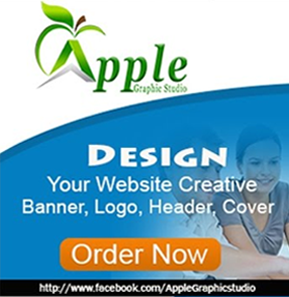 Apple
Graphic Studio
DESIGN
Your Website Creative
Banner, Logo, Header, Cover
Order Now
http://www.facebook.com/AppleGraphicstudio